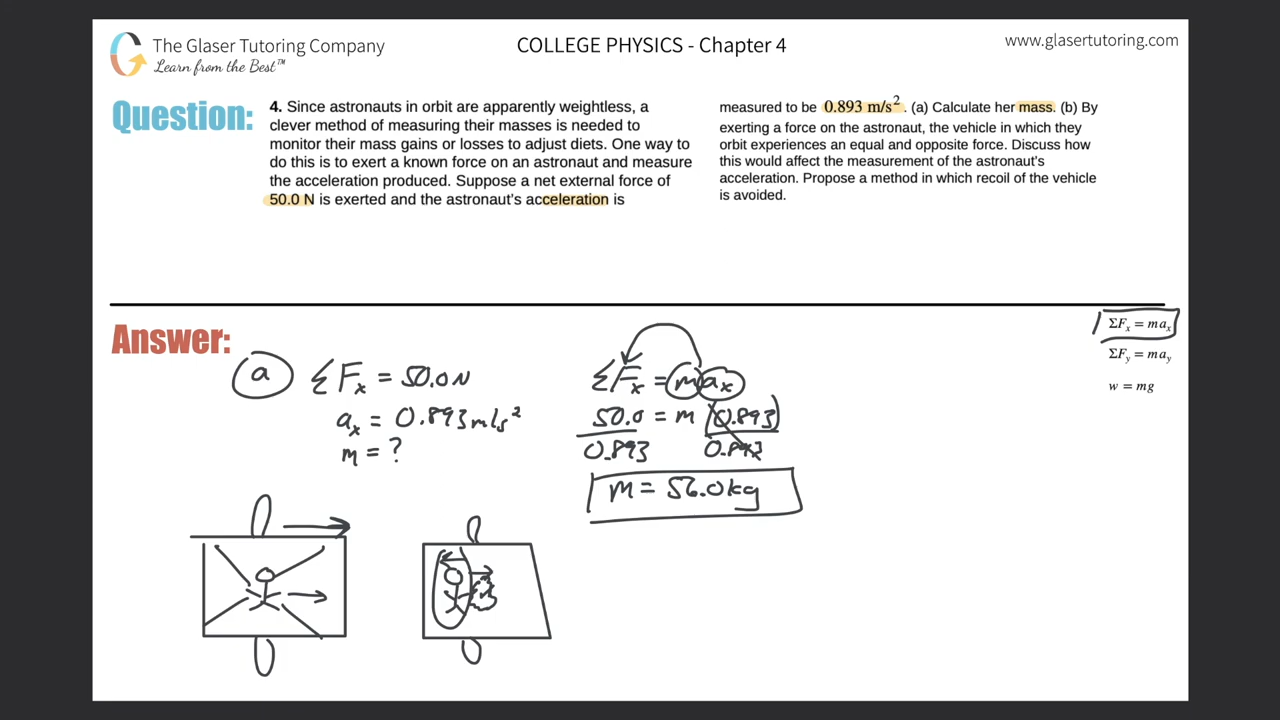 The Glaser Tutoring Company
Learn from the Best™
COLLEGE PHYSICS - Chapter 4
www.glasertutoring.com
Question:
4. Since astronauts in orbit are apparently weightless, a
clever method of measuring their masses is needed to
monitor their mass gains or losses to adjust diets. One way to
do this is to exert a known force on an astronaut and measure
the acceleration produced. Suppose a net external force of
50.0 N is exerted and the astronaut's acceleration is
measured to be 0.893 m/s². (a) Calculate her mass. (b) By
exerting a force on the astronaut, the vehicle in which they
orbit experiences an equal and opposite force. Discuss how
this would affect the measurement of the astronaut's
acceleration. Propose a method in which recoil of the vehicle
is avoided.
Answer:
ΣFx = max
ΣFy = may
w = mg
a ΣFx = 50.0N
ax = 0.893m/s²
m = ?
ΣFx = max
50.0 = m (0.893)
0.893 0.893
m = 56.0kg